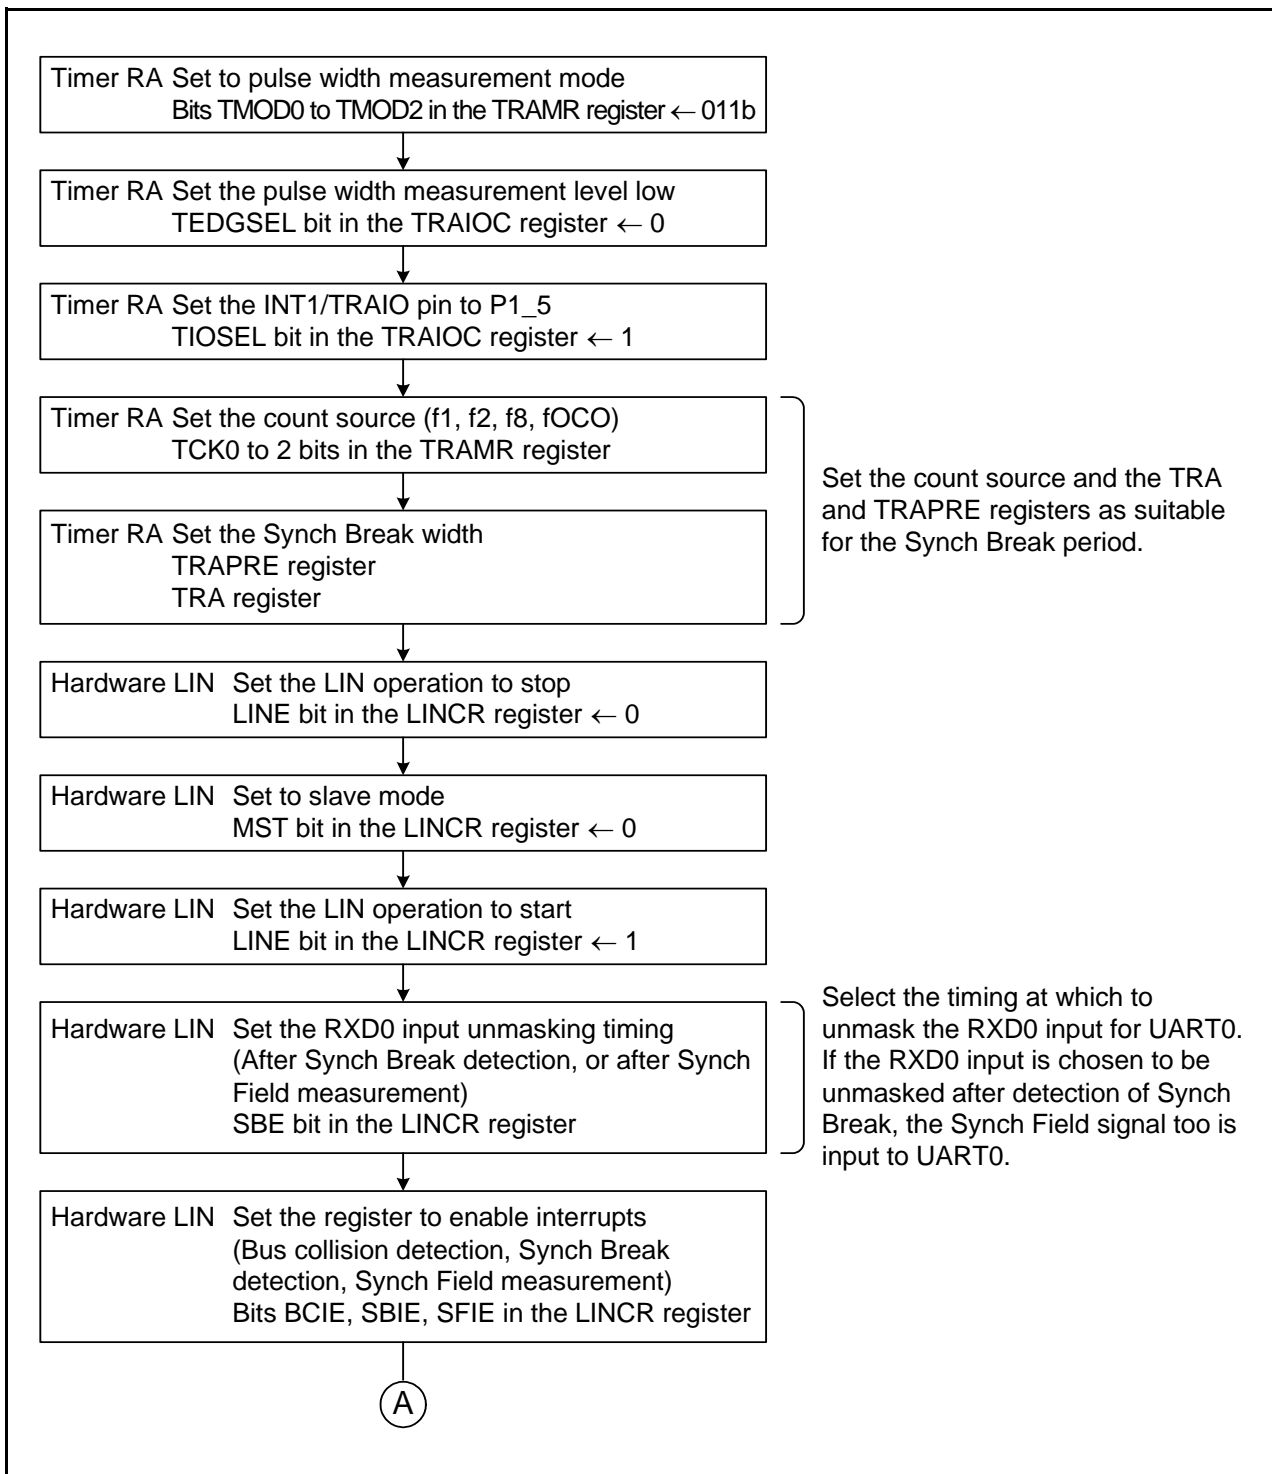 Timer RA Set to pulse width measurement mode
Bits TMOD0 to TMOD2 in the TRAMR register ← 011b
Timer RA Set the pulse width measurement level low
TEDGSEL bit in the TRAIOC register ← 0
Timer RA Set the INT1/TRAIO pin to P1_5
TIOSEL bit in the TRAIOC register ← 1
Timer RA Set the count source (f1, f2, f8, fOCO)
TCK0 to 2 bits in the TRAMR register
Timer RA Set the Synch Break width
TRAPRE register
TRA register
Set the count source and the TRA
and TRAPRE registers as suitable
for the Synch Break period.
Hardware LIN Set the LIN operation to stop
LINE bit in the LINCR register ← 0
Hardware LIN Set to slave mode
MST bit in the LINCR register ← 0
Hardware LIN Set the LIN operation to start
LINE bit in the LINCR register ← 1
Hardware LIN Set the RXD0 input unmasking timing
(After Synch Break detection, or after Synch
Field measurement)
SBE bit in the LINCR register
Select the timing at which to
unmask the RXD0 input for UART0.
If the RXD0 input is chosen to be
unmasked after detection of Synch
Break, the Synch Field signal too is
input to UART0.
Hardware LIN Set the register to enable interrupts
(Bus collision detection, Synch Break
detection, Synch Field measurement)
Bits BCIE, SBIE, SFIE in the LINCR register
A